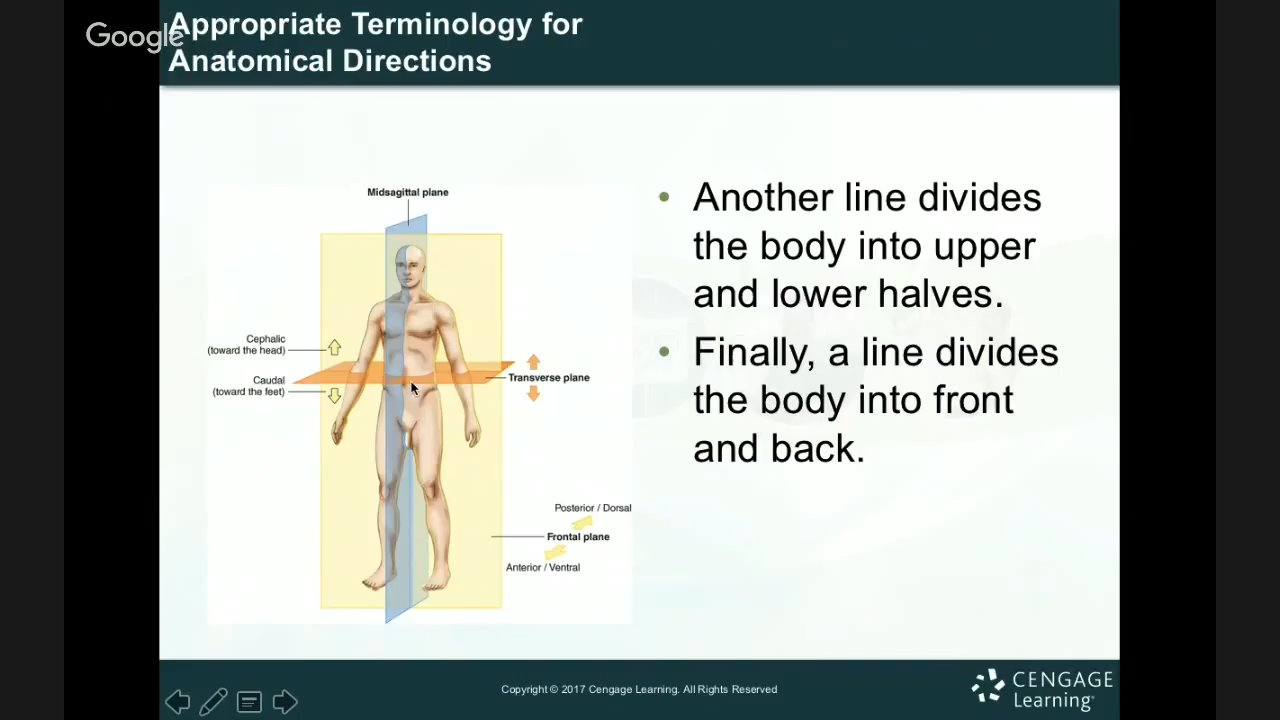 Google
Appropriate Terminology for
Anatomical Directions
Midsagittal plane
Cephalic
(toward the head)
Caudal
(toward the feet)
Transverse plane
Posterior / Dorsal
Frontal plane
Anterior / Ventral
• Another line divides
the body into upper
and lower halves.
• Finally, a line divides
the body into front
and back.
Copyright © 2017 Cengage Learning. All Rights Reserved
CENGAGE
Learning®